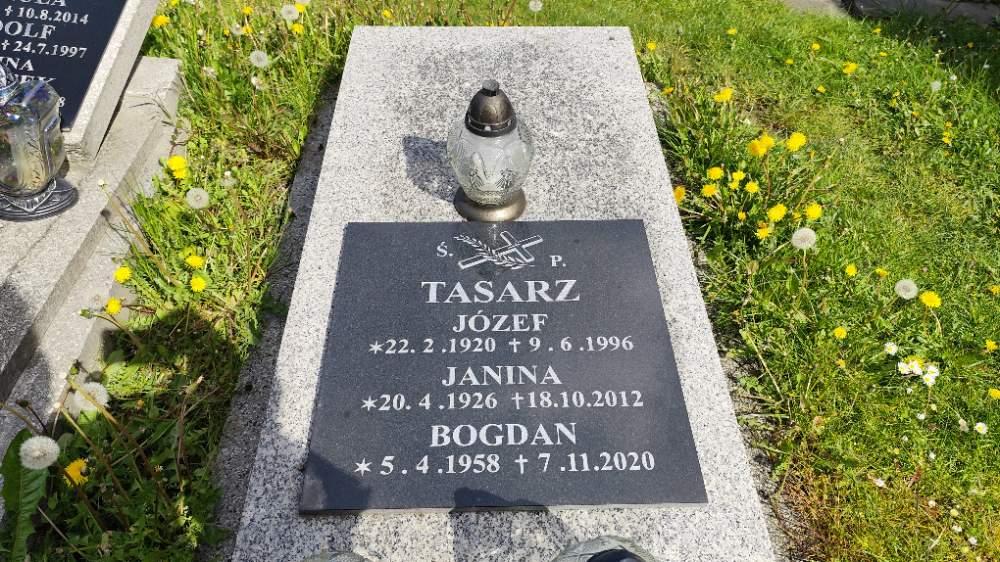 10.8.2014
24.7.1997
Ś. P.
TASARZ
JÓZEF
*22. 2. 1920 † 9. 6. 1996
JANINA
*20. 4. 1926 †18.10.2012
BOGDAN
* 5. 4. 1958 † 7. 11.2020